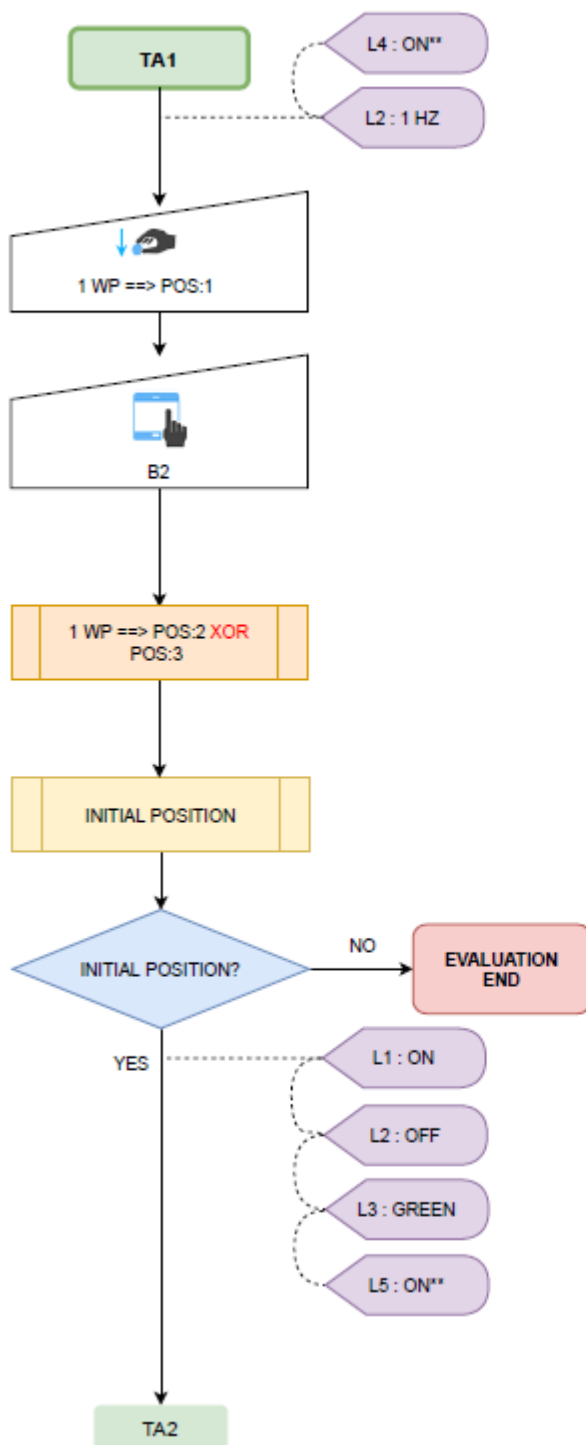 TA1
L4 : ON**
L2 : 1 HZ
1 WP ==> POS:1
B2
1 WP ==> POS:2 XOR
POS:3
INITIAL POSITION
INITIAL POSITION?
NO
EVALUATION
END
YES
L1 : ON
L2 : OFF
L3 : GREEN
L5 : ON**
TA2